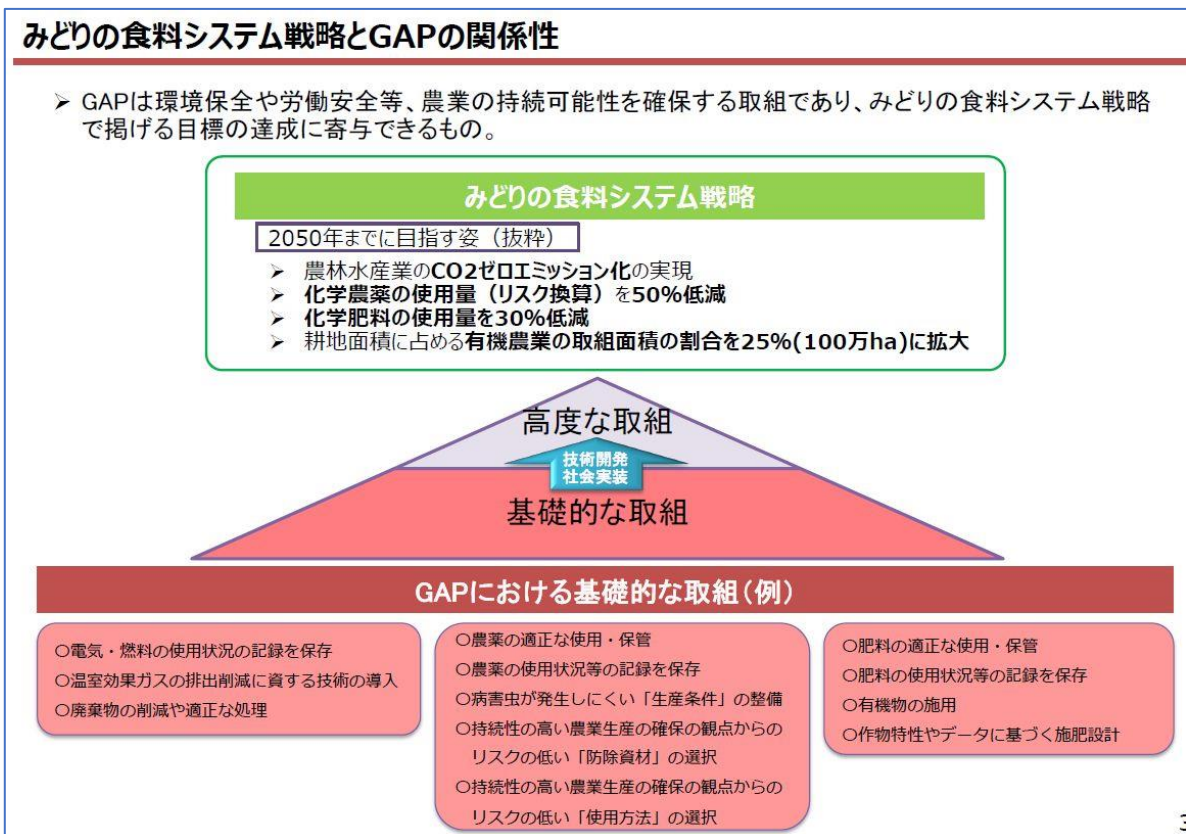 みどりの食料システム戦略とGAPの関係性
➢ GAPは環境保全や労働安全等、農業の持続可能性を確保する取組であり、みどりの食料システム戦略
で掲げる目標の達成に寄与できるもの。
みどりの食料システム戦略
2050年までに目指す姿（抜粋）
➢ 農林水産業のCO2ゼロエミッション化の実現
➢ 化学農薬の使用量（リスク換算）を50%低減
➢ 化学肥料の使用量を30%低減
➢ 耕地面積に占める有機農業の取組面積の割合を25%(100万ha)に拡大
高度な取組
技術開発
社会実装
基礎的な取組
GAPにおける基礎的な取組（例）
○電気・燃料の使用状況の記録を保存
○温室効果ガスの排出削減に資する技術の導入
○廃棄物の削減や適正な処理
○農薬の適正な使用・保管
○農薬の使用状況等の記録を保存
○病害虫が発生しにくい「生産条件」の整備
○持続性の高い農業生産の確保の観点からの
リスクの低い「防除資材」の選択
○持続性の高い農業生産の確保の観点からの
リスクの低い「使用方法」の選択
○肥料の適正な使用・保管
○肥料の使用状況等の記録を保存
○有機物の施用
○作物特性やデータに基づく施肥設計
3